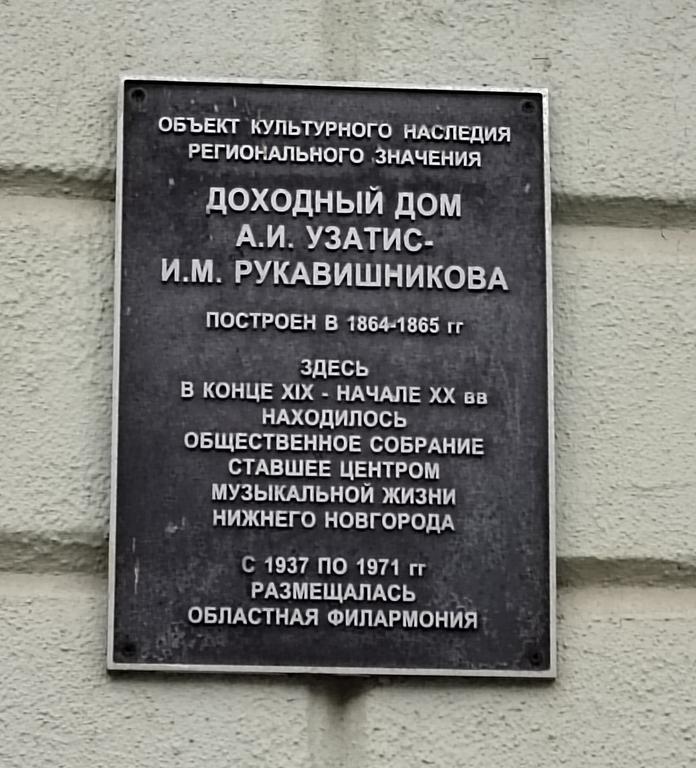 ОБЪЕКТ КУЛЬТУРНОГО НАСЛЕДИЯ
РЕГИОНАЛЬНОГО ЗНАЧЕНИЯ
ДОХОДНЫЙ ДОМ
А.И. УЗАТИС-
И.М. РУКАВИШНИКОВА
ПОСТРОЕН В 1864-1865 гг
ЗДЕСЬ
В КОНЦЕ XIX - НАЧАЛЕ XX вв
НАХОДИЛОСЬ
ОБЩЕСТВЕННОЕ СОБРАНИЕ
СТАВШЕЕ ЦЕНТРОМ
МУЗЫКАЛЬНОЙ ЖИЗНИ
НИЖНЕГО НОВГОРОДА
С 1937 ПО 1971 гг
РАЗМЕЩАЛАСЬ
ОБЛАСТНАЯ ФИЛАРМОНИЯ